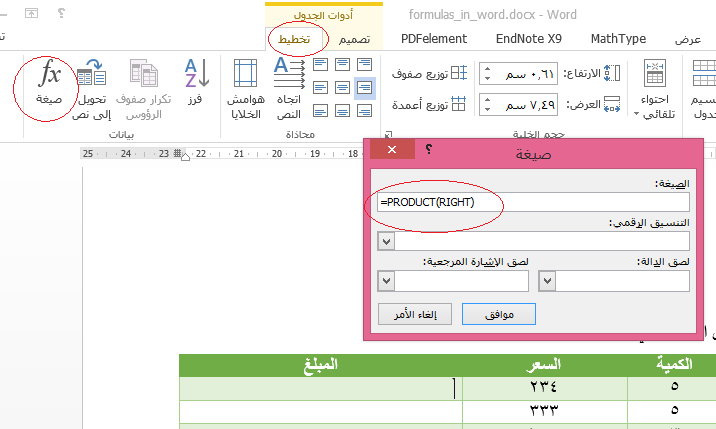 أدوات الجدول
formulas_in_word.docx - Word
?
عرض MathType EndNote X9 PDFelement تصميم تخطيط
احتواء تلقائي
الارتفاع: ٠,٦١ سم
العرض: ٧,٤٩ سم
توزيع صفوف
توزيع أعمدة
حجم الخلية
اتجاه النص
هوامش الخلايا
محاذاة
فرز
تكرار صفوف الرؤوس
تحويل إلى نص
fx صيغة
بيانات
25 24 23 22 21 20 19 18
صيغة
?
الصيغة:
=PRODUCT(RIGHT)
التنسيق الرقمي:
لصق الدالة:
لصق الإشارة المرجعية:
موافق
إلغاء الأمر
الكمية السعر المبلغ
٥ ٢٣٤
٥ ٣٣٣